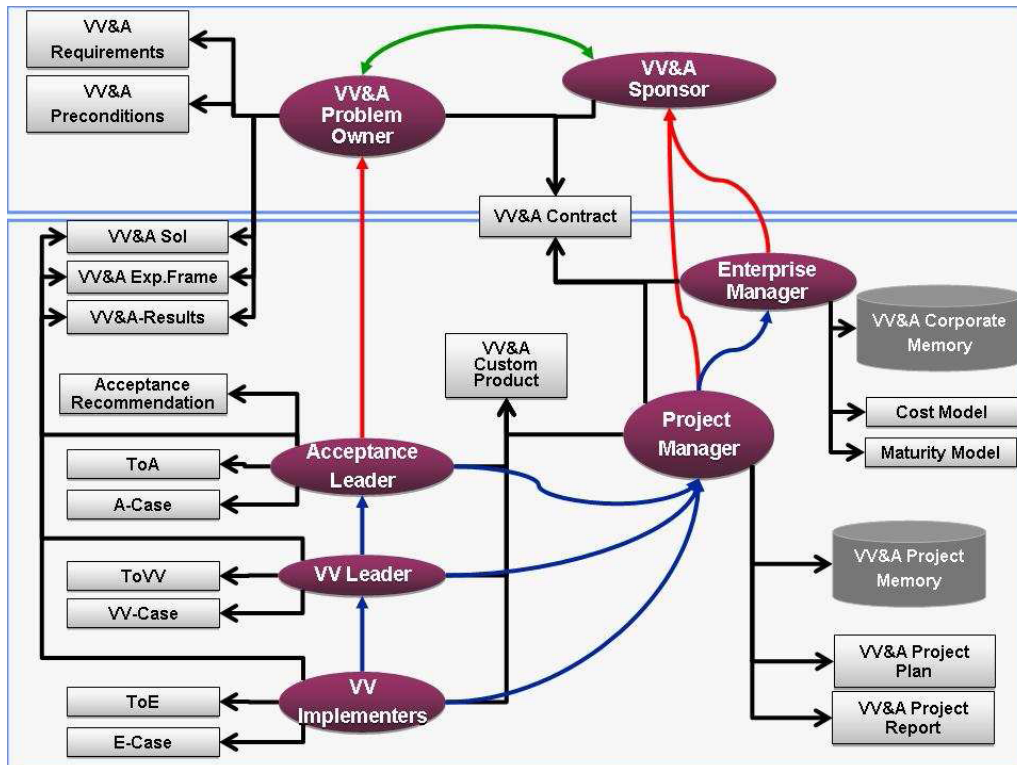 VV&A
Requirements
VV&A
Preconditions
VV&A
Problem
Owner
VV&A
Sponsor
VV&A Contract
VV&A Sol
VV&A Exp.Frame
VV&A-Results
Enterprise
Manager
VV&A Corporate
Memory
VV&A
Custom
Product
Acceptance
Recommendation
Project
Manager
Cost Model
Maturity Model
Acceptance
Leader
ToA
A-Case
VV Leader
ToVV
VV-Case
VV&A Project
Memory
VV
Implementers
ToE
E-Case
VV&A Project
Plan
VV&A Project
Report